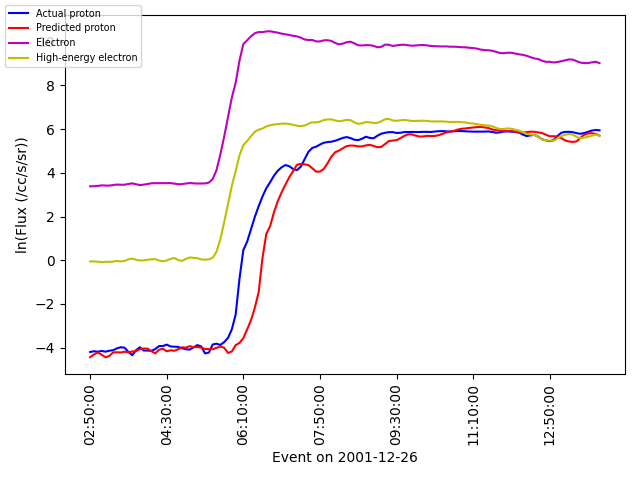 Actual proton
Predicted proton
Electron
High-energy electron
8
6
4
2
0
−2
−4
ln(Flux (/cc/s/sr))
02:50:00
04:30:00
06:10:00
07:50:00
09:30:00
11:10:00
12:50:00
Event on 2001-12-26